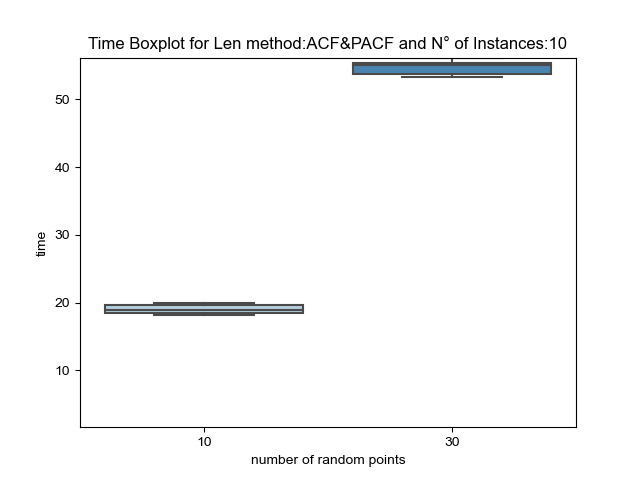 Time Boxplot for Len method:ACF&PACF and N° of Instances:10
50
40
30
20
10
time
10 30
number of random points